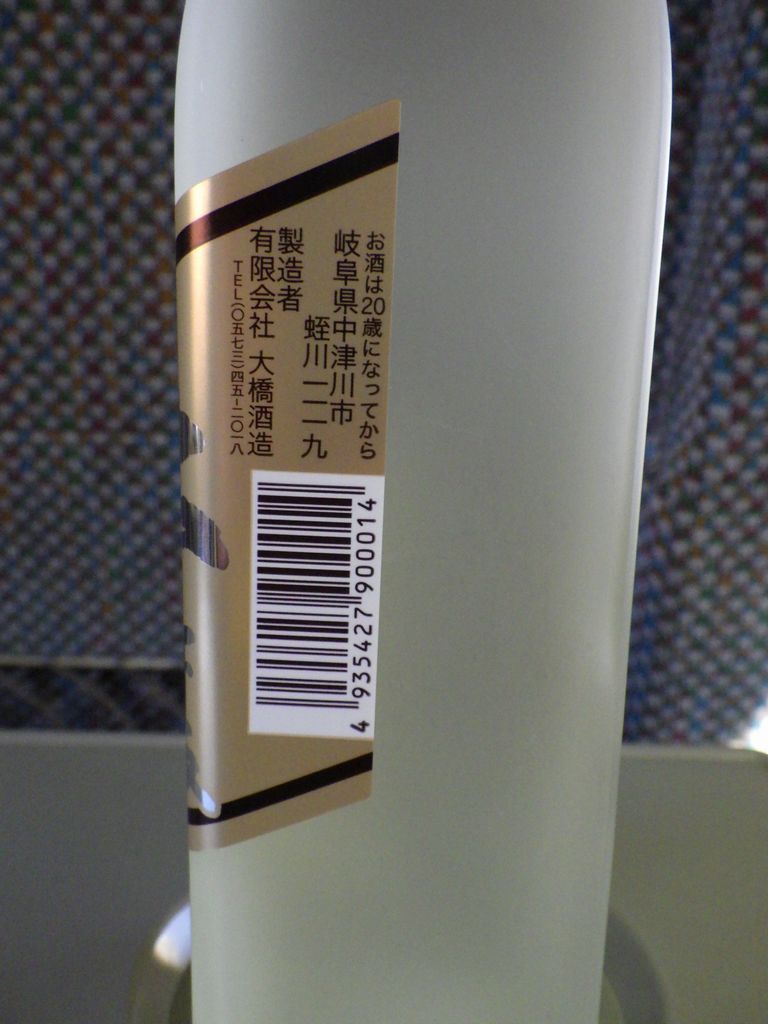 お酒は20歳になってから
岐阜県中津川市
蛭川一一一九
製造者
有限会社 大橋酒造
TEL(〇五七三)四五-二〇一八
4 935427 900014